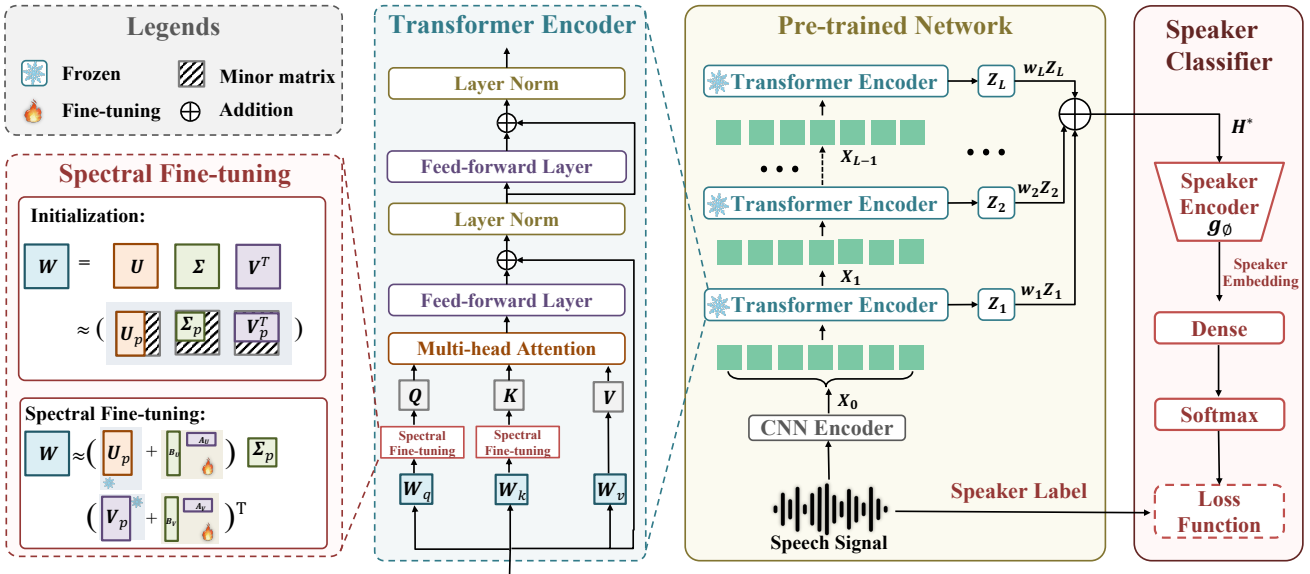 Legends
Frozen
Minor matrix
Fine-tuning
Addition
Spectral Fine-tuning
Initialization:
W = U Σ V^T
≈ ( U_p Σ_p V_p^T )
Spectral Fine-tuning:
W ≈ ( U_p + B_U A_U ) Σ_p
( V_p + B_V A_V )^T
Transformer Encoder
Layer Norm
Feed-forward Layer
Layer Norm
Feed-forward Layer
Multi-head Attention
Q K V
Spectral
Fine-tuning
Spectral
Fine-tuning
W_q W_k W_v
Pre-trained Network
Transformer Encoder Z_L w_L Z_L
X_{L-1}
...
...
Transformer Encoder Z_2 w_2 Z_2
X_1
Transformer Encoder Z_1 w_1 Z_1
X_0
CNN Encoder
Speech Signal
Speaker Label
Speaker
Classifier
H*
Speaker
Encoder
g_∅
Speaker
Embedding
Dense
Softmax
Loss
Function